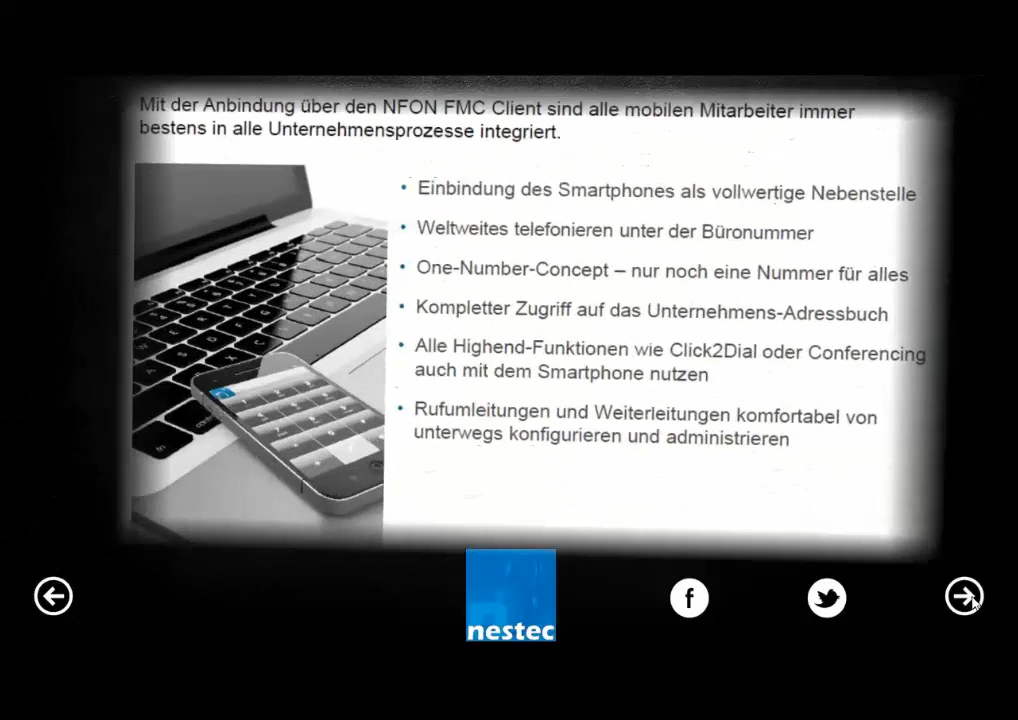 Mit der Anbindung über den NFON FMC Client sind alle mobilen Mitarbeiter immer
bestens in alle Unternehmensprozesse integriert.
• Einbindung des Smartphones als vollwertige Nebenstelle
• Weltweites telefonieren unter der Büronummer
• One-Number-Concept – nur noch eine Nummer für alles
• Kompletter Zugriff auf das Unternehmens-Adressbuch
• Alle Highend-Funktionen wie Click2Dial oder Conferencing
auch mit dem Smartphone nutzen
• Rufumleitungen und Weiterleitungen komfortabel von
unterwegs konfigurieren und administrieren
nestec